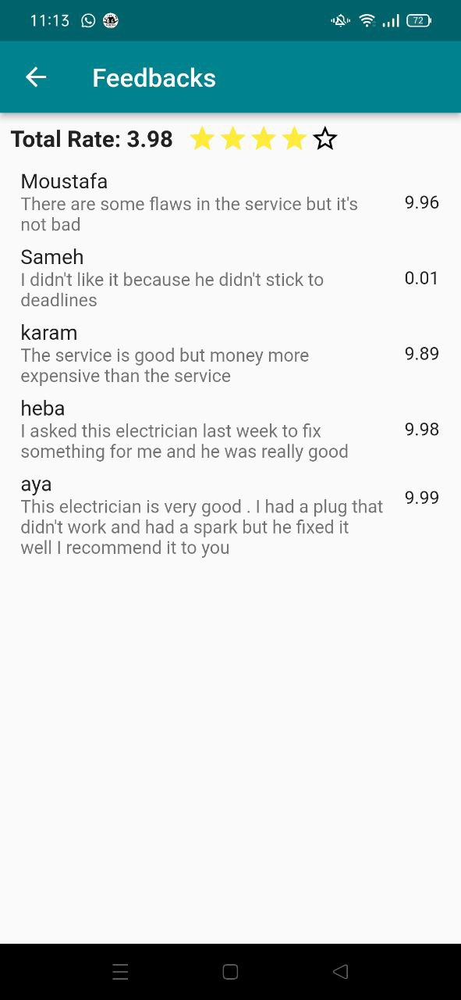 11:13
72
Feedbacks
Total Rate: 3.98
Moustafa
There are some flaws in the service but it's
not bad
9.96
Sameh
I didn't like it because he didn't stick to
deadlines
0.01
karam
The service is good but money more
expensive than the service
9.89
heba
I asked this electrician last week to fix
something for me and he was really good
9.98
aya
This electrician is very good . I had a plug that
didn't work and had a spark but he fixed it
well I recommend it to you
9.99